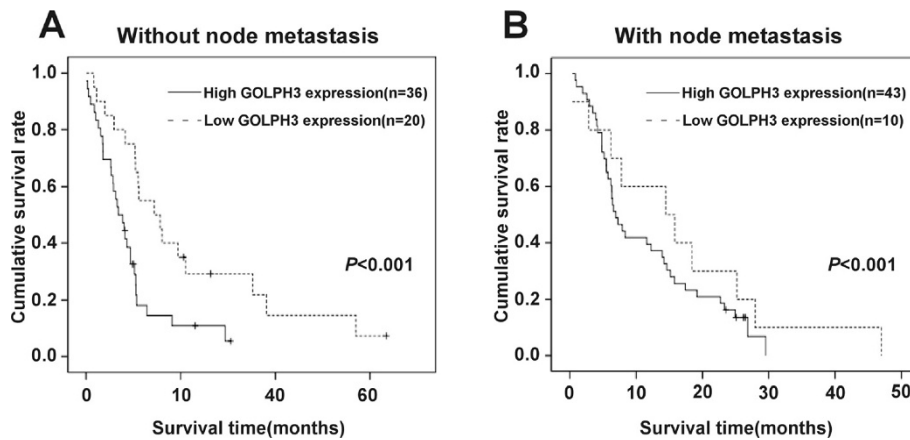 A
Without node metastasis
Cumulative survival rate
1.0
0.8
0.6
0.4
0.2
0.0
High GOLPH3 expression(n=36)
Low GOLPH3 expression(n=20)
P<0.001
0 10 40 60
Survival time(months)
B
With node metastasis
Cumulative survival rate
1.0
0.8
0.6
0.4
0.2
0.0
High GOLPH3 expression(n=43)
Low GOLPH3 expression(n=10)
P<0.001
0 10 20 30 40 50
Survival time(months)